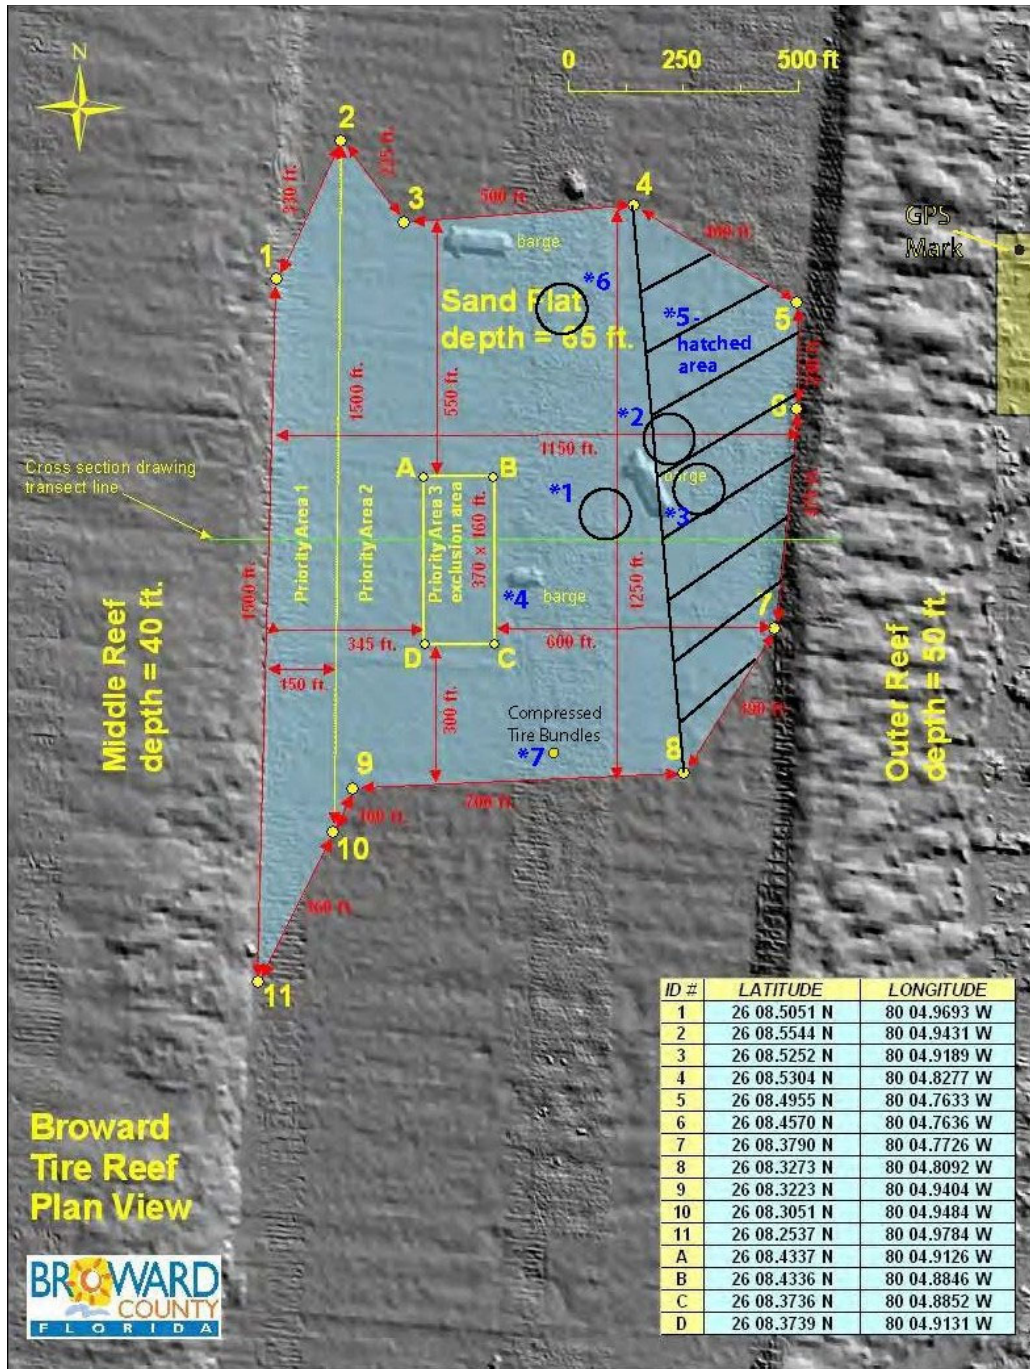 N
0 250 500 ft
2
225 ft.
330 ft.
3
500 ft.
4
400 ft.
GPS
Mark
barge
1
*6
Sand Flat
depth = 65 ft.
*5 -
hatched
area
5
1500 ft.
550 ft.
*2
6
1150 ft.
Cross section drawing
transect line
A
B
barge
*1
*3
Priority Area 1
Priority Area 2
Priority Area 3
exclusion area
370 x 160 ft.
1500 ft.
*4
barge
1250 ft.
7
345 ft.
D
C
600 ft.
Middle Reef
depth = 40 ft.
150 ft.
300 ft.
Outer Reef
depth = 50 ft.
Compressed
Tire Bundles
*7
8
9
700 ft.
100 ft.
10
11
ID # LATITUDE LONGITUDE
1 26 08.5051 N 80 04.9693 W
2 26 08.5544 N 80 04.9431 W
3 26 08.5252 N 80 04.9189 W
4 26 08.5304 N 80 04.8277 W
5 26 08.4955 N 80 04.7633 W
6 26 08.4570 N 80 04.7636 W
7 26 08.3790 N 80 04.7726 W
8 26 08.3273 N 80 04.8092 W
9 26 08.3223 N 80 04.9404 W
10 26 08.3051 N 80 04.9484 W
11 26 08.2537 N 80 04.9784 W
A 26 08.4337 N 80 04.9126 W
B 26 08.4336 N 80 04.8846 W
C 26 08.3736 N 80 04.8852 W
D 26 08.3739 N 80 04.9131 W
Broward
Tire Reef
Plan View
BROWARD
COUNTY
FLORIDA